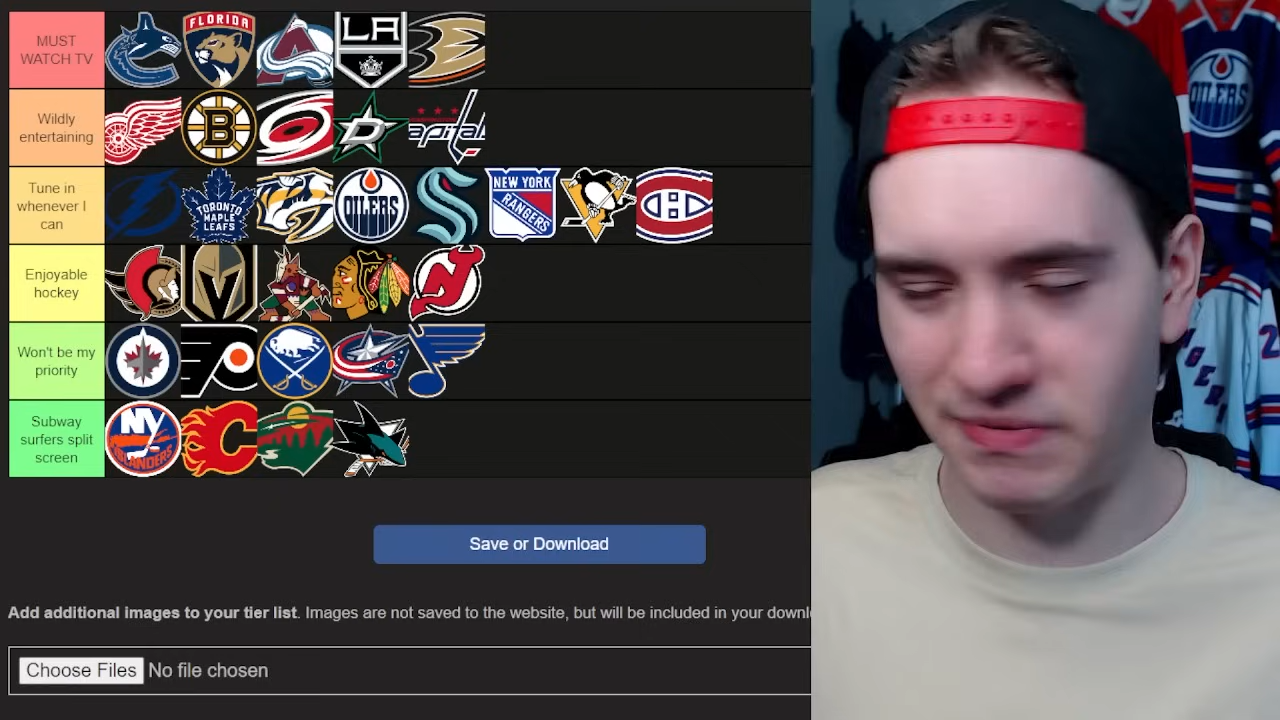 MUST
WATCH TV
FLORIDA
LA
Wildly
entertaining
B
D
capitals
Tune in
whenever I
can
TORONTO
MAPLE
LEAFS
OILERS
NEW YORK
RANGERS
Enjoyable
hockey
Won't be my
priority
Subway
surfers split
screen
NY
ISLANDERS
C
Save or Download
Add additional images to your tier list. Images are not saved to the website, but will be included in your downl
Choose Files No file chosen
OILERS